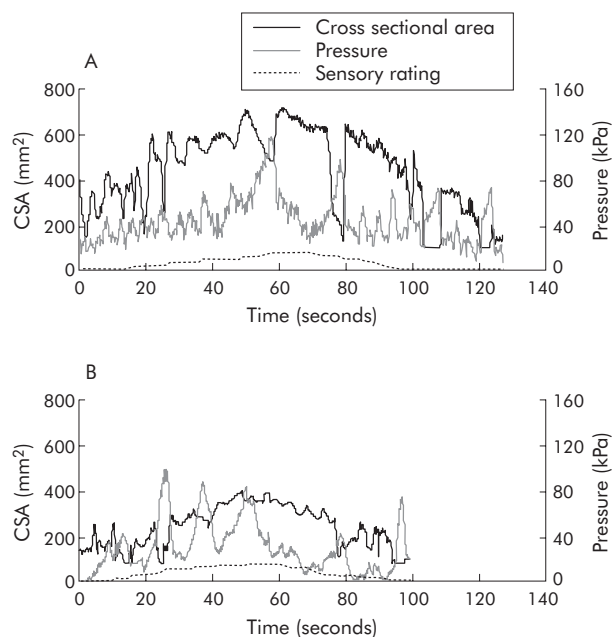 Cross sectional area
Pressure
Sensory rating
A
800
600
400
200
0
CSA (mm²)
160
120
80
40
0
Pressure (kPa)
0 20 40 60 80 100 120 140
Time (seconds)
B
800
600
400
200
0
CSA (mm²)
160
120
80
40
0
Pressure (kPa)
0 20 40 60 80 100 120 140
Time (seconds)